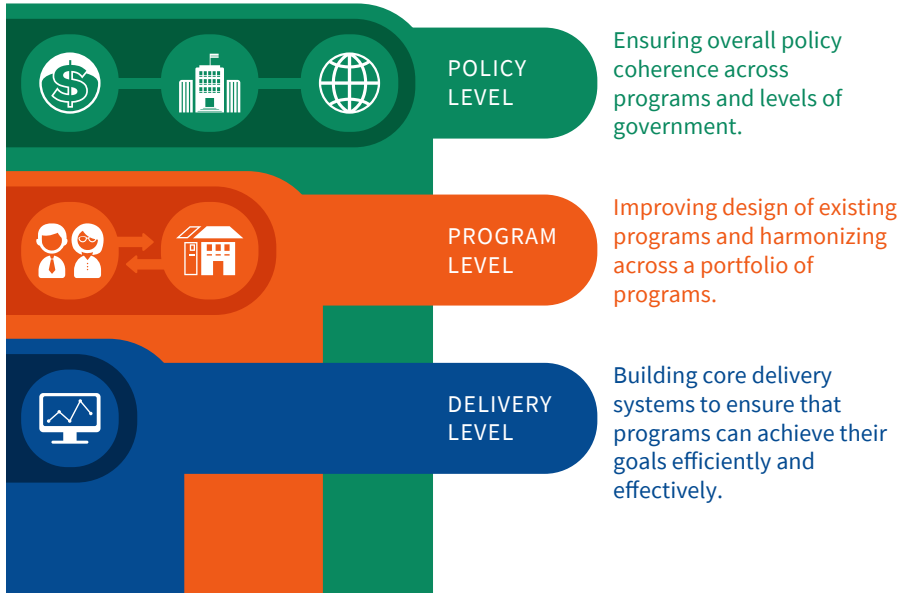 POLICY
LEVEL
Ensuring overall policy
coherence across
programs and levels of
government.
PROGRAM
LEVEL
Improving design of existing
programs and harmonizing
across a portfolio of
programs.
DELIVERY
LEVEL
Building core delivery
systems to ensure that
programs can achieve their
goals efficiently and
effectively.